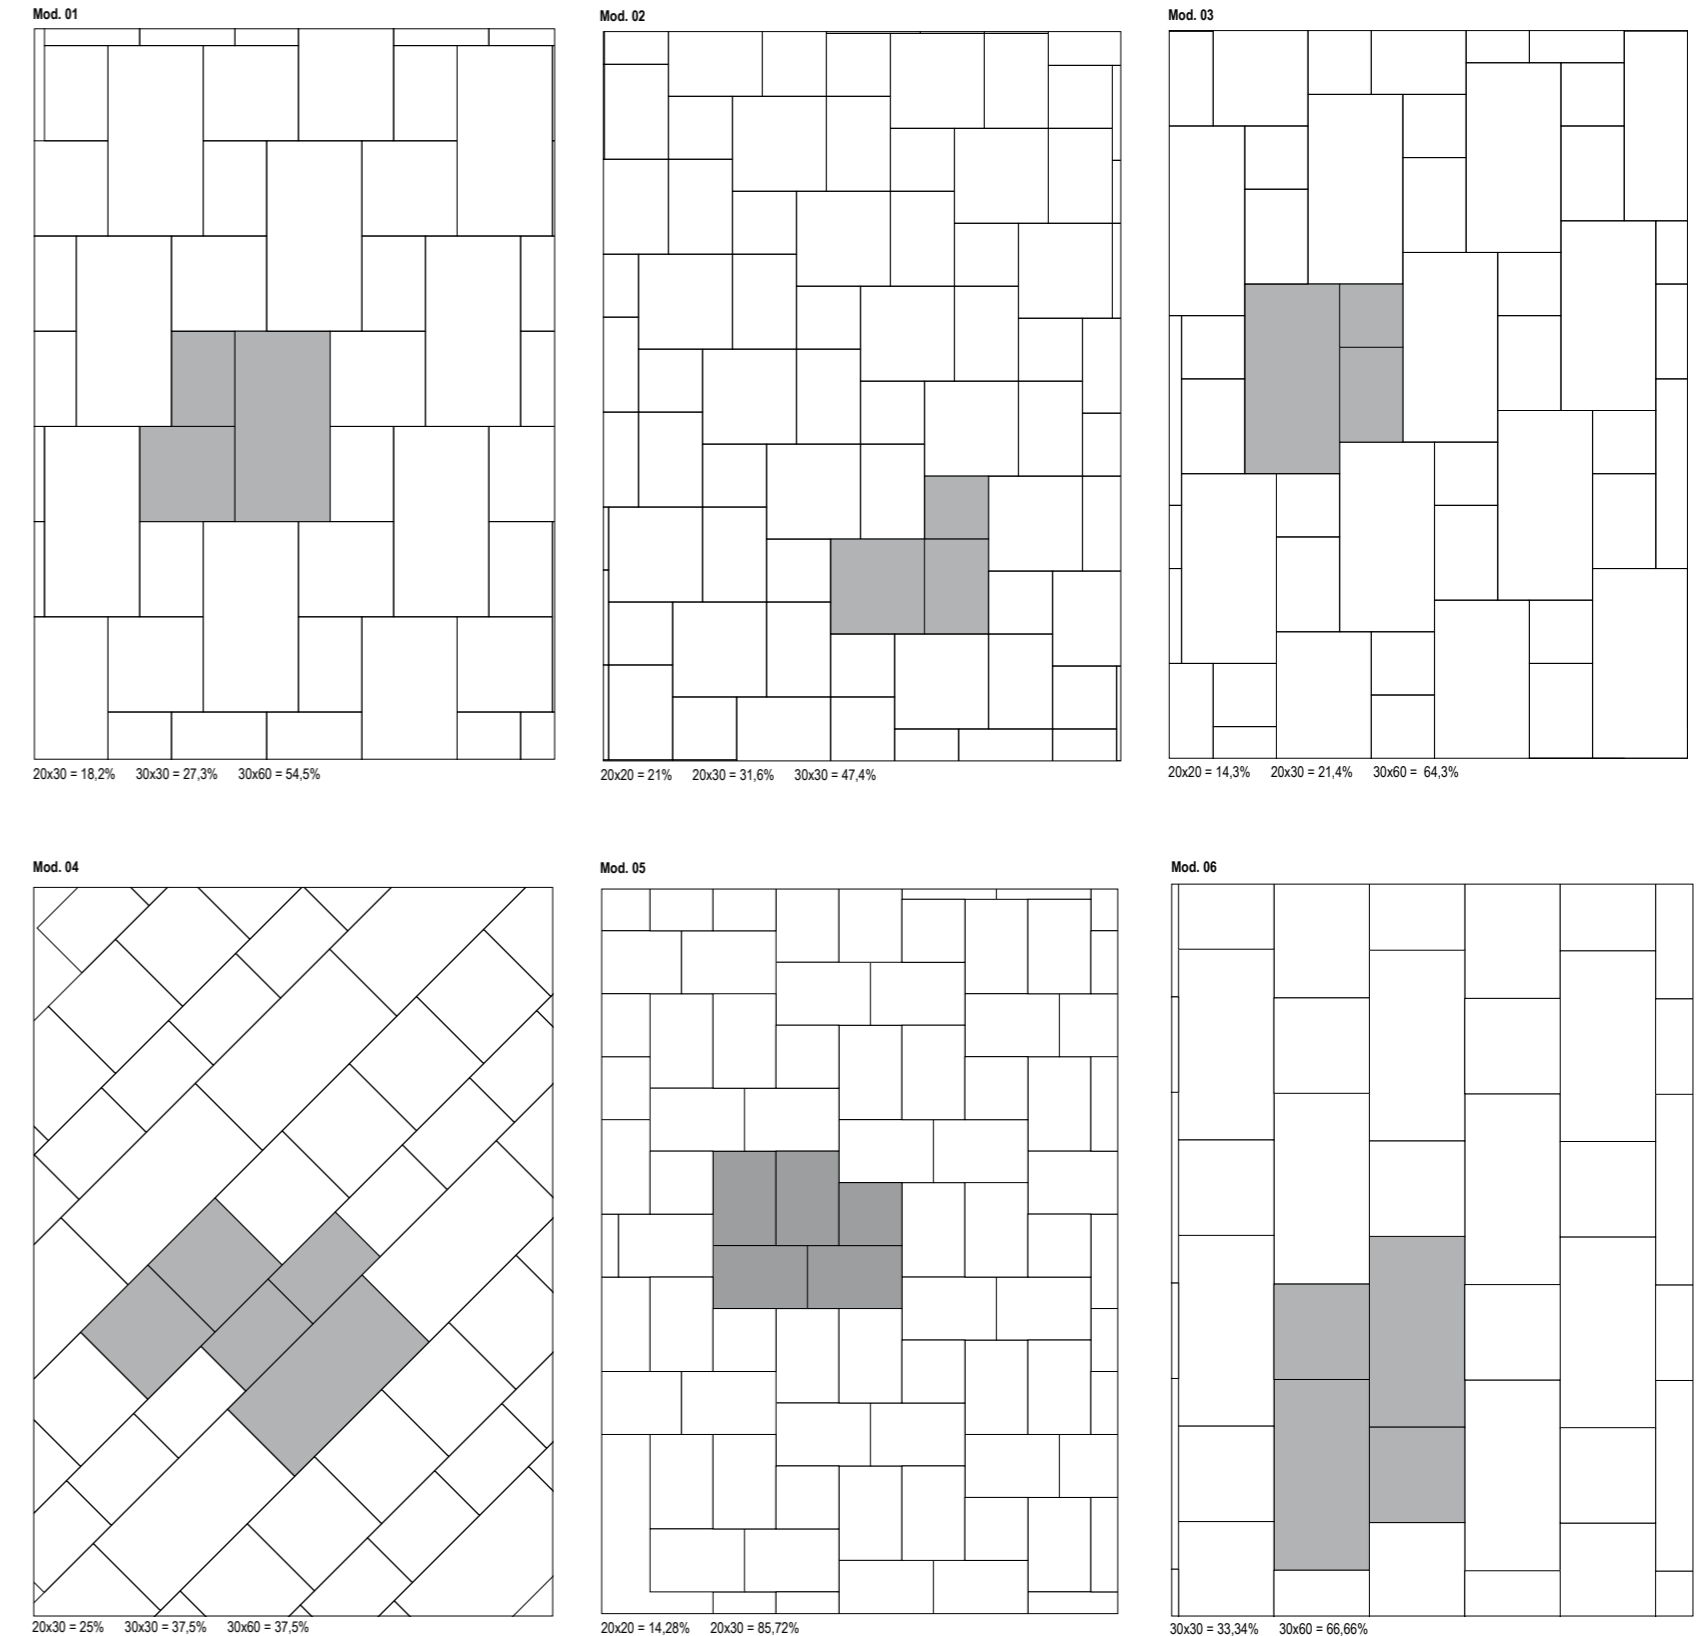 Mod. 01
Mod. 02
Mod. 03
20x30 = 18,2% 30x30 = 27,3% 30x60 = 54,5%
20x20 = 21% 20x30 = 31,6% 30x30 = 47,4%
20x20 = 14,3% 20x30 = 21,4% 30x60 = 64,3%
Mod. 04
Mod. 05
Mod. 06
20x30 = 25% 30x30 = 37,5% 30x60 = 37,5%
20x20 = 14,28% 20x30 = 85,72%
30x30 = 33,34% 30x60 = 66,66%